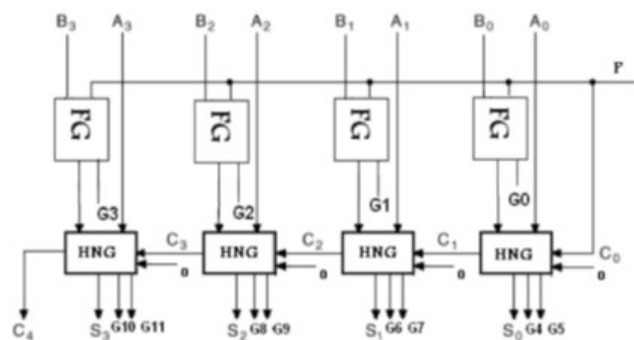 B3 A3 B2 A2 B1 A1 B0 A0
F
FG FG FG FG
G3 G2 G1 G0
HNG C3 HNG C2 HNG C1 HNG C0
0 0 0 0
C4 S3 G10 G11 S2 G8 G9 S1 G6 G7 S0 G4 G5